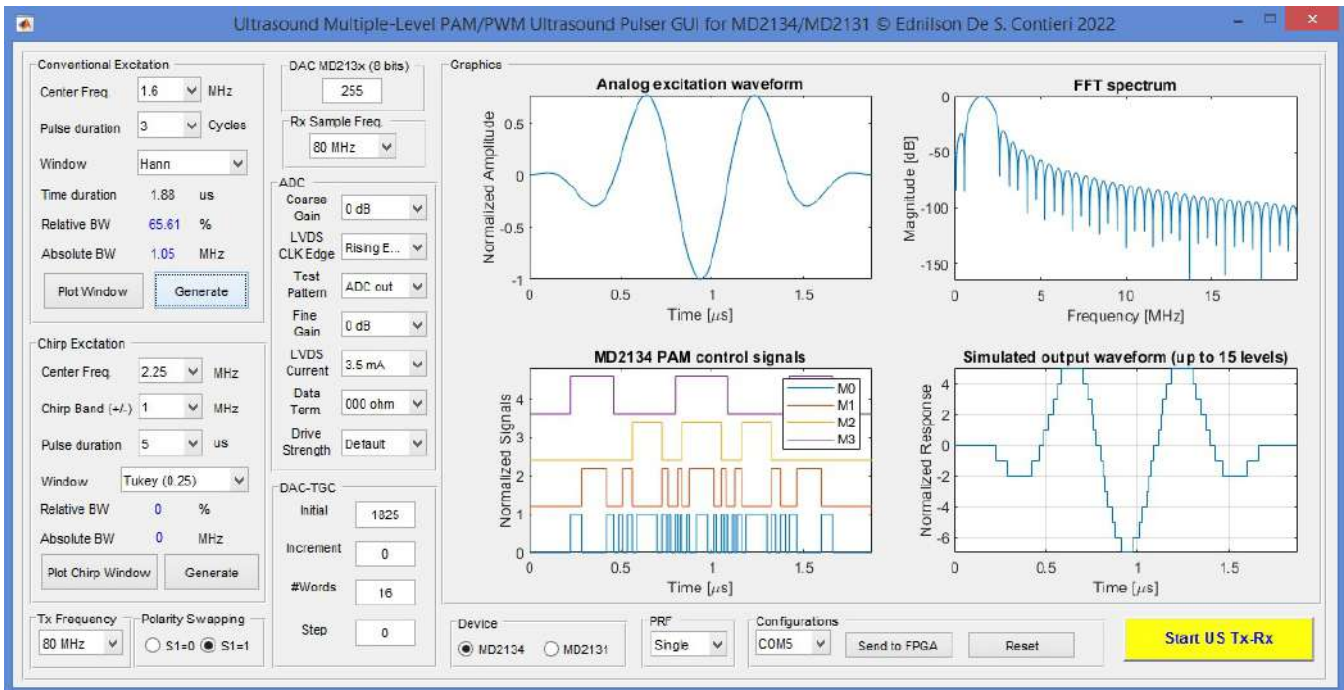 Ultrasound Multiple-Level PAM/PWM Ultrasound Pulser GUI for MD2134/MD2131 © Ednilson De S. Contieri 2022
Conventional Excitation
Center Freq. 1.6 MHz
Pulse duration 3 Cycles
Window Hann
Time duration 1.88 us
Relative BW 65.61 %
Absolute BW 1.05 MHz
Plot Window Generate
Chirp Excitation
Center Freq. 2.25 MHz
Chirp Band (+/-) 1 MHz
Pulse duration 5 us
Window Tukey (0.25)
Relative BW 0 %
Absolute BW 0 MHz
Plot Chirp Window Generate
Tx Frequency
80 MHz
Polarity Swapping
S1=0 S1=1
DAC MD213x (8 bits)
255
Rx Sample Freq.
80 MHz
ADC
Coarse
Gain
0 dB
LVDS
CLK Edge
Rising E...
Test
Pattern
ADC out
Fine
Gain
0 dB
LVDS
Current
3.5 mA
Data
Term.
000 ohm
Drive
Strength
Default
DAC-TGC
Initial 1825
Increment 0
#Words 16
Step 0
Graphics
Analog excitation waveform
Normalized Amplitude
0.5
0
-0.5
-1
0 0.5 1 1.5
Time [μs]
FFT spectrum
Magnitude [dB]
0
-50
-100
-150
0 5 10 15
Frequency [MHz]
MD2134 PAM control signals
Normalized Signals
4
3
2
1
0
M0
M1
M2
M3
0 0.5 1 1.5
Time [μs]
Simulated output waveform (up to 15 levels)
Normalized Response
4
2
0
-2
-4
-6
0 0.5 1 1.5
Time [μs]
Device
MD2134 MD2131
PRF
Single
Configurations
COM5 Send to FPGA Reset
Start US Tx-Rx